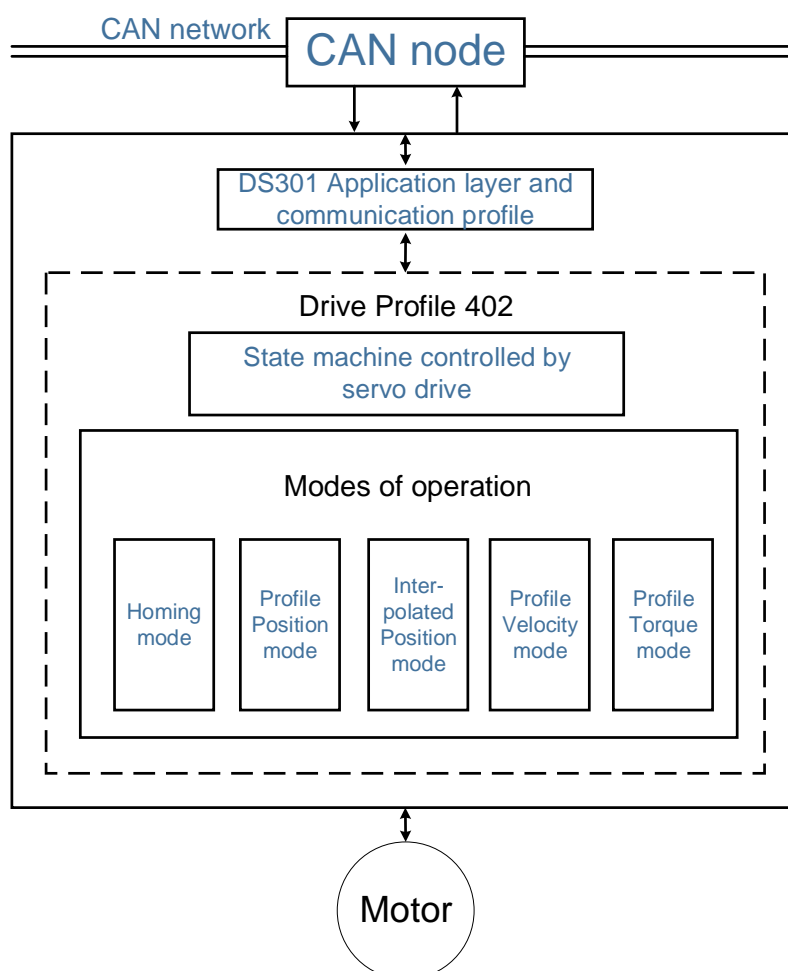 CAN network
CAN node
DS301 Application layer and
communication profile
Drive Profile 402
State machine controlled by
servo drive
Modes of operation
Homing
mode
Profile
Position
mode
Inter-
polated
Position
mode
Profile
Velocity
mode
Profile
Torque
mode
Motor